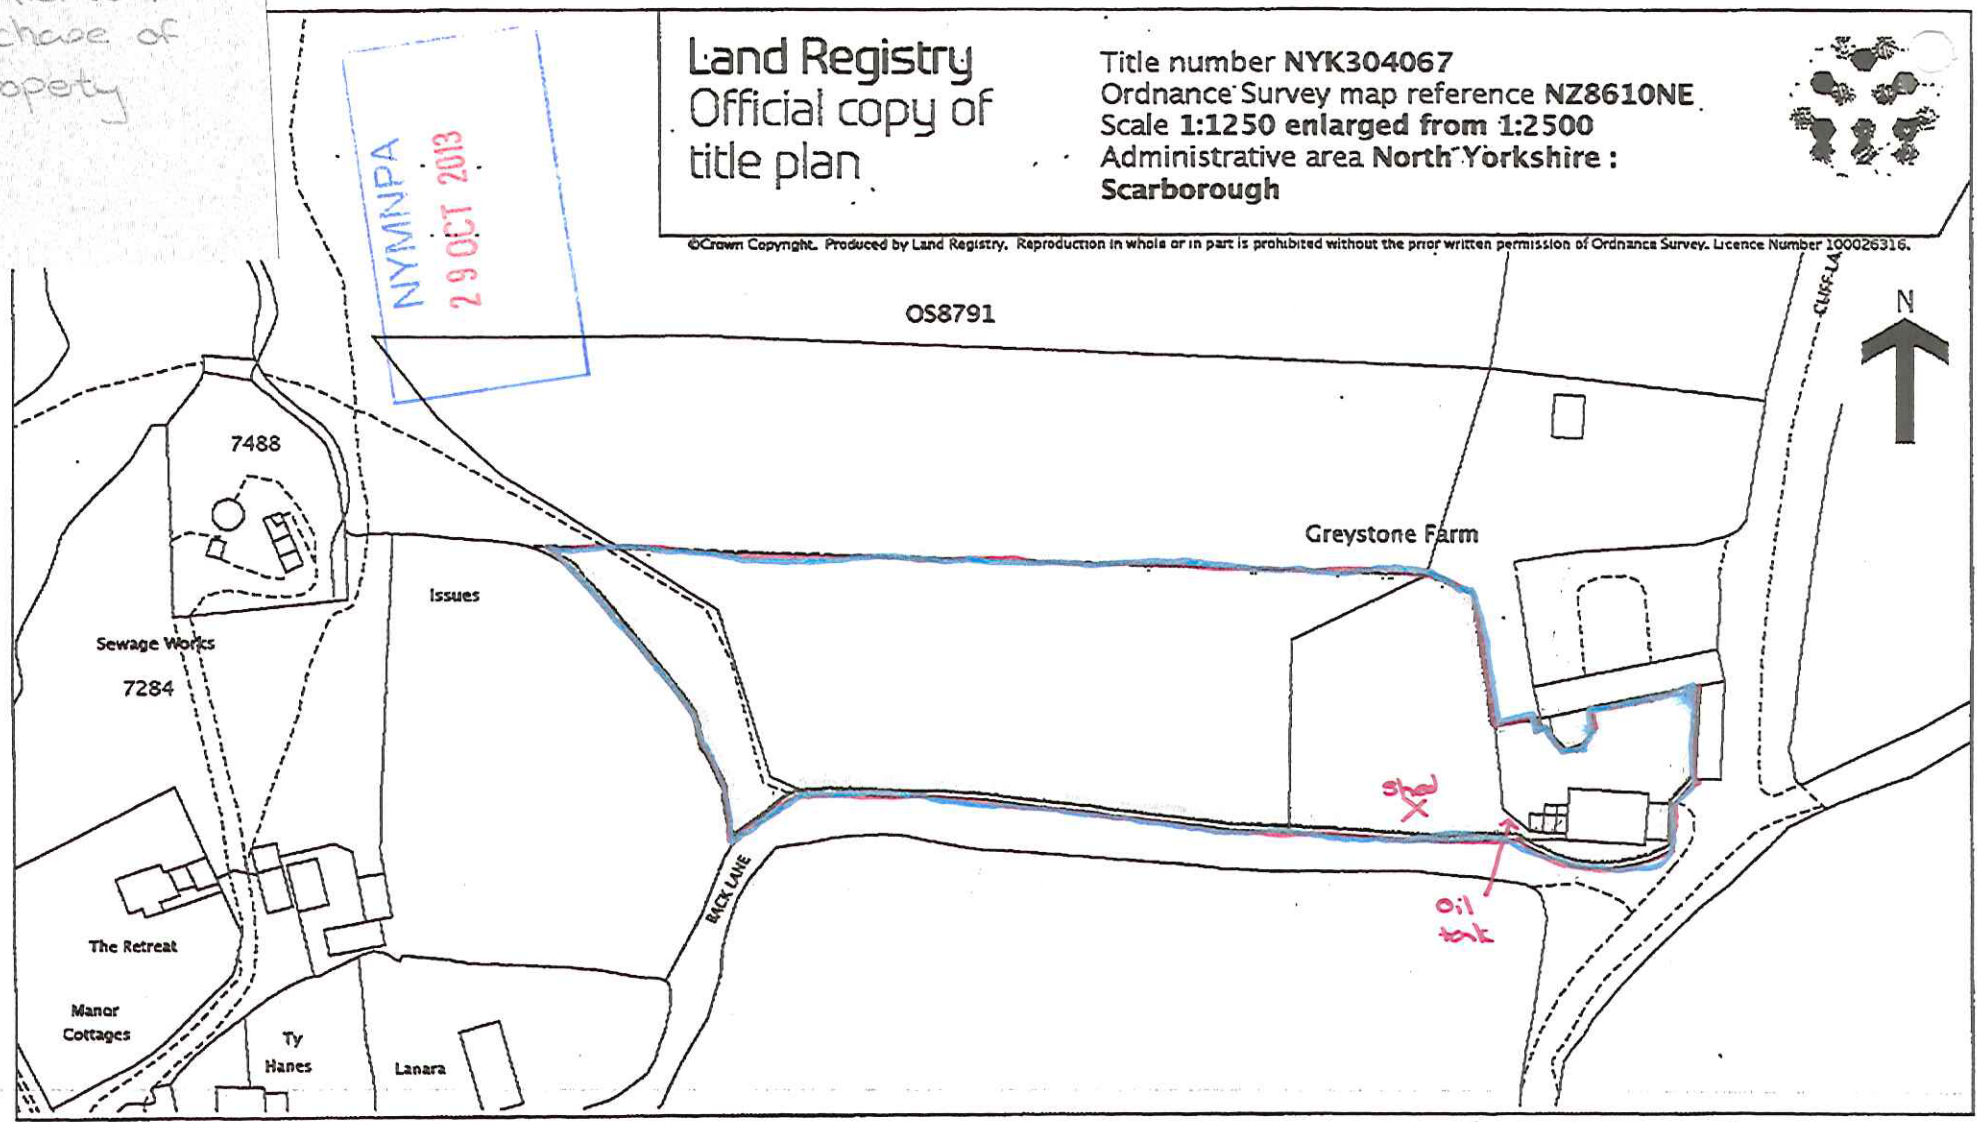 chase of
Land Registry
Official copy of
title plan
Title number NYK304067
Ordnance Survey map reference NZ8610NE
Scale 1:1250 enlarged from 1:2500
Administrative area North Yorkshire :
Scarborough
©Crown Copyright. Produced by Land Registry. Reproduction in whole or in part is prohibited without the prior written permission of Ordnance Survey. Licence Number 100026316.
NYMNPA
29 OCT 2013
OS8791
N
7488
Greystone Farm
Issues
Sewage Works
7284
Shed
X
BACK LANE
Oil
tank
The Retreat
Manor
Cottages
Ty
Hanes
Lanara